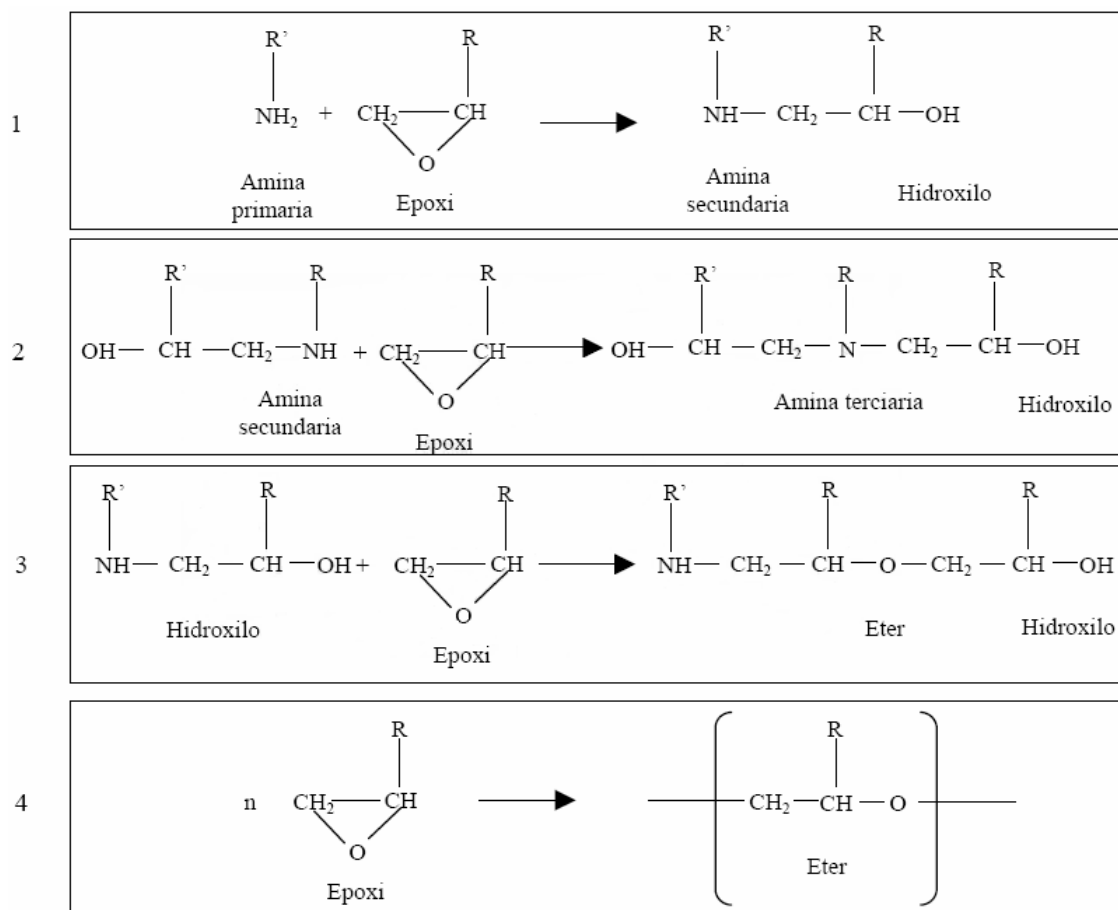 R’ R R’ R
1 NH₂ + CH₂ CH NH CH₂ CH OH
O
Amina primaria Epoxi Amina secundaria Hidroxilo
R’ R R R’ R R
2 OH CH CH₂ NH + CH₂ CH OH CH CH₂ N CH₂ CH OH
O
Amina secundaria Epoxi Amina terciaria Hidroxilo
R’ R R R’ R R
3 NH CH₂ CH OH + CH₂ CH NH CH₂ CH O CH₂ CH OH
O
Hidroxilo Epoxi Eter Hidroxilo
R R
4 n CH₂ CH CH₂ CH O
O
Epoxi Eter